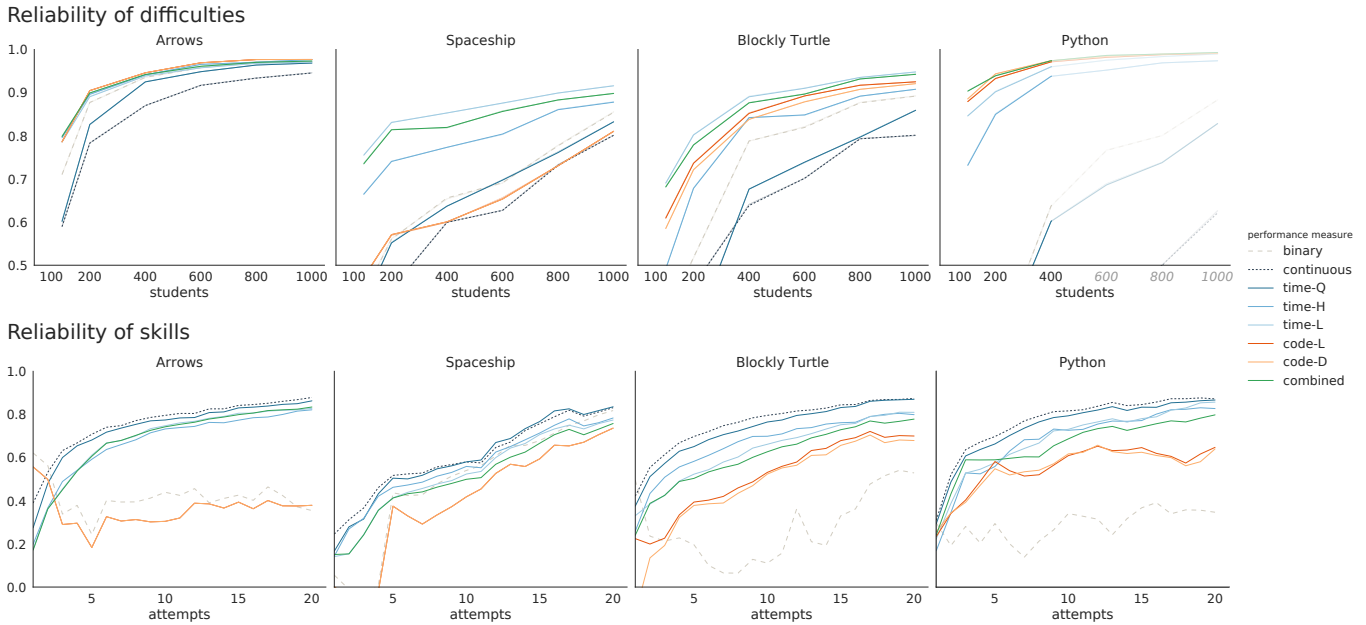 Reliability of difficulties
Arrows
Spaceship
Blockly Turtle
Python
1.0
0.9
0.8
0.7
0.6
0.5
100 200 400 600 800 1000
students
100 200 400 600 800 1000
students
100 200 400 600 800 1000
students
100 200 400 600 800 1000
students
performance measure
binary
continuous
time-Q
time-H
time-L
code-L
code-D
combined
Reliability of skills
Arrows
Spaceship
Blockly Turtle
Python
1.0
0.8
0.6
0.4
0.2
0.0
5 10 15 20
attempts
5 10 15 20
attempts
5 10 15 20
attempts
5 10 15 20
attempts